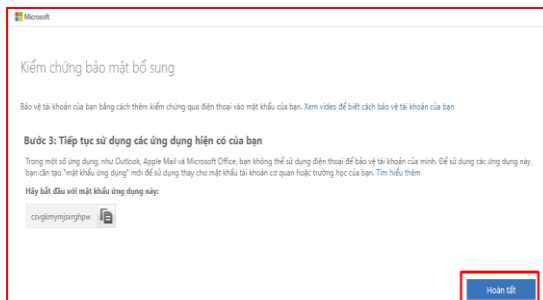 Microsoft
Kiểm chứng bảo mật bổ sung
Bảo vệ tài khoản của bạn bằng cách thêm kiểm chứng qua điện thoại vào mật khẩu của bạn. Xem video để biết cách bảo vệ tài khoản của bạn
Bước 3: Tiếp tục sử dụng các ứng dụng hiện có của bạn
Trong một số ứng dụng, như Outlook, Apple Mail và Microsoft Office, bạn không thể sử dụng điện thoại để bảo vệ tài khoản của mình. Để sử dụng các ứng dụng này,
bạn cần tạo "mật khẩu ứng dụng" mới để sử dụng thay cho mật khẩu tài khoản cơ quan hoặc trường học của bạn. Tìm hiểu thêm
Hãy bắt đầu với mật khẩu ứng dụng này:
Hoàn tất